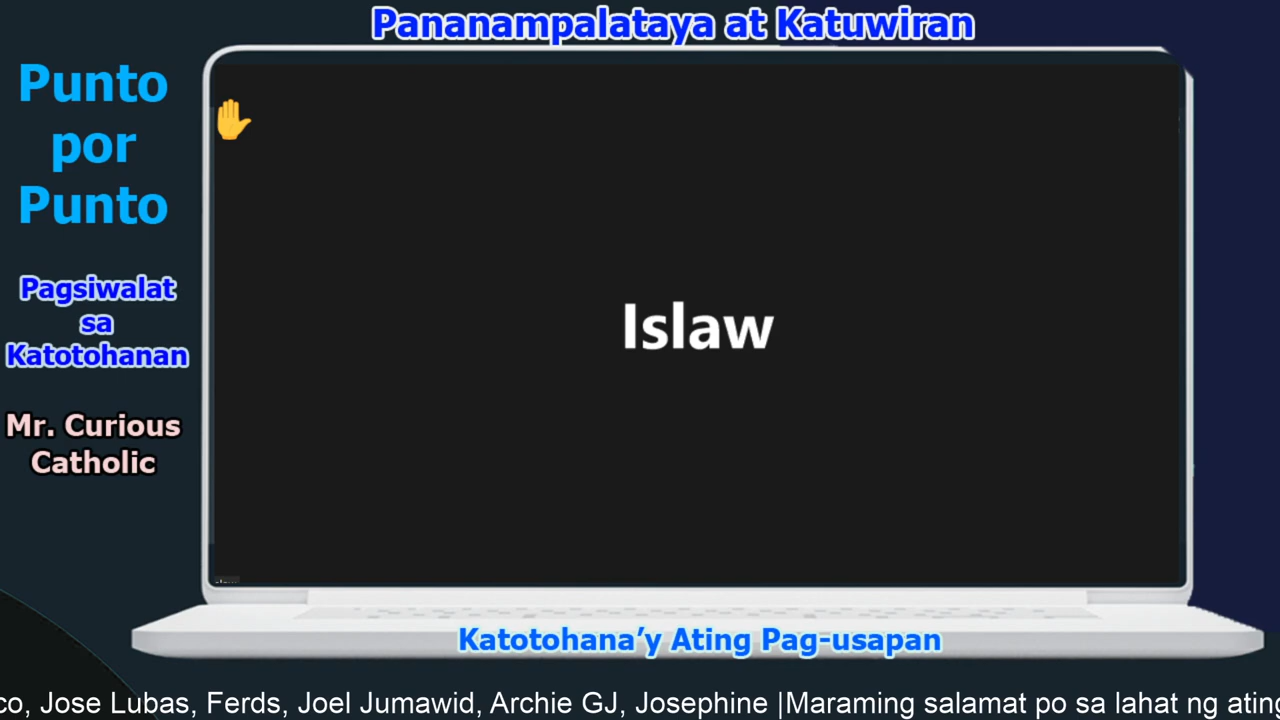 Pananampalataya at Katuwiran
Punto
por
Punto
Pagsiwalat
sa
Katotohanan
Mr. Curious
Catholic
Islaw
Katotohana’y Ating Pag-usapan
co, Jose Lubas, Ferds, Joel Jumawid, Archie GJ, Josephine |Maraming salamat po sa lahat ng ating